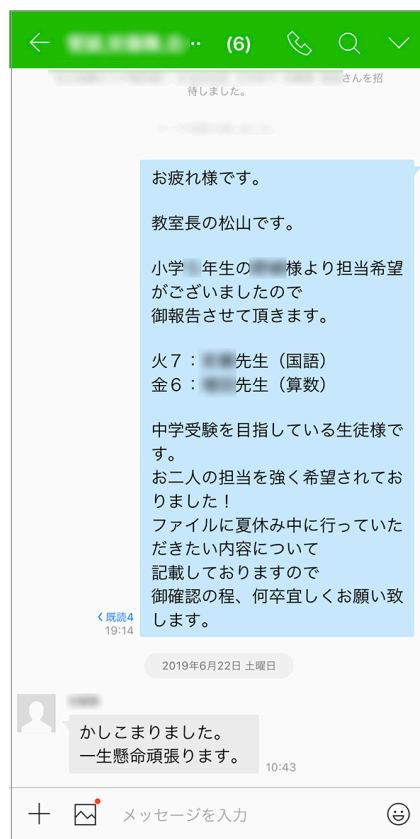 (6)
さんを招
待しました。
お疲れ様です。
教室長の松山です。
小学 年生の 様より担当希望
がございましたので
御報告させて頂きます。
火7： 先生（国語）
金6： 先生（算数）
中学受験を目指している生徒様で
す。
お二人の担当を強く希望されてお
りました！
ファイルに夏休み中に行っていた
だきたい内容について
記載しておりますので
御確認の程、何卒宜しくお願い致
します。
既読4
19:14
2019年6月22日 土曜日
かしこまりました。
一生懸命頑張ります。
10:43
メッセージを入力